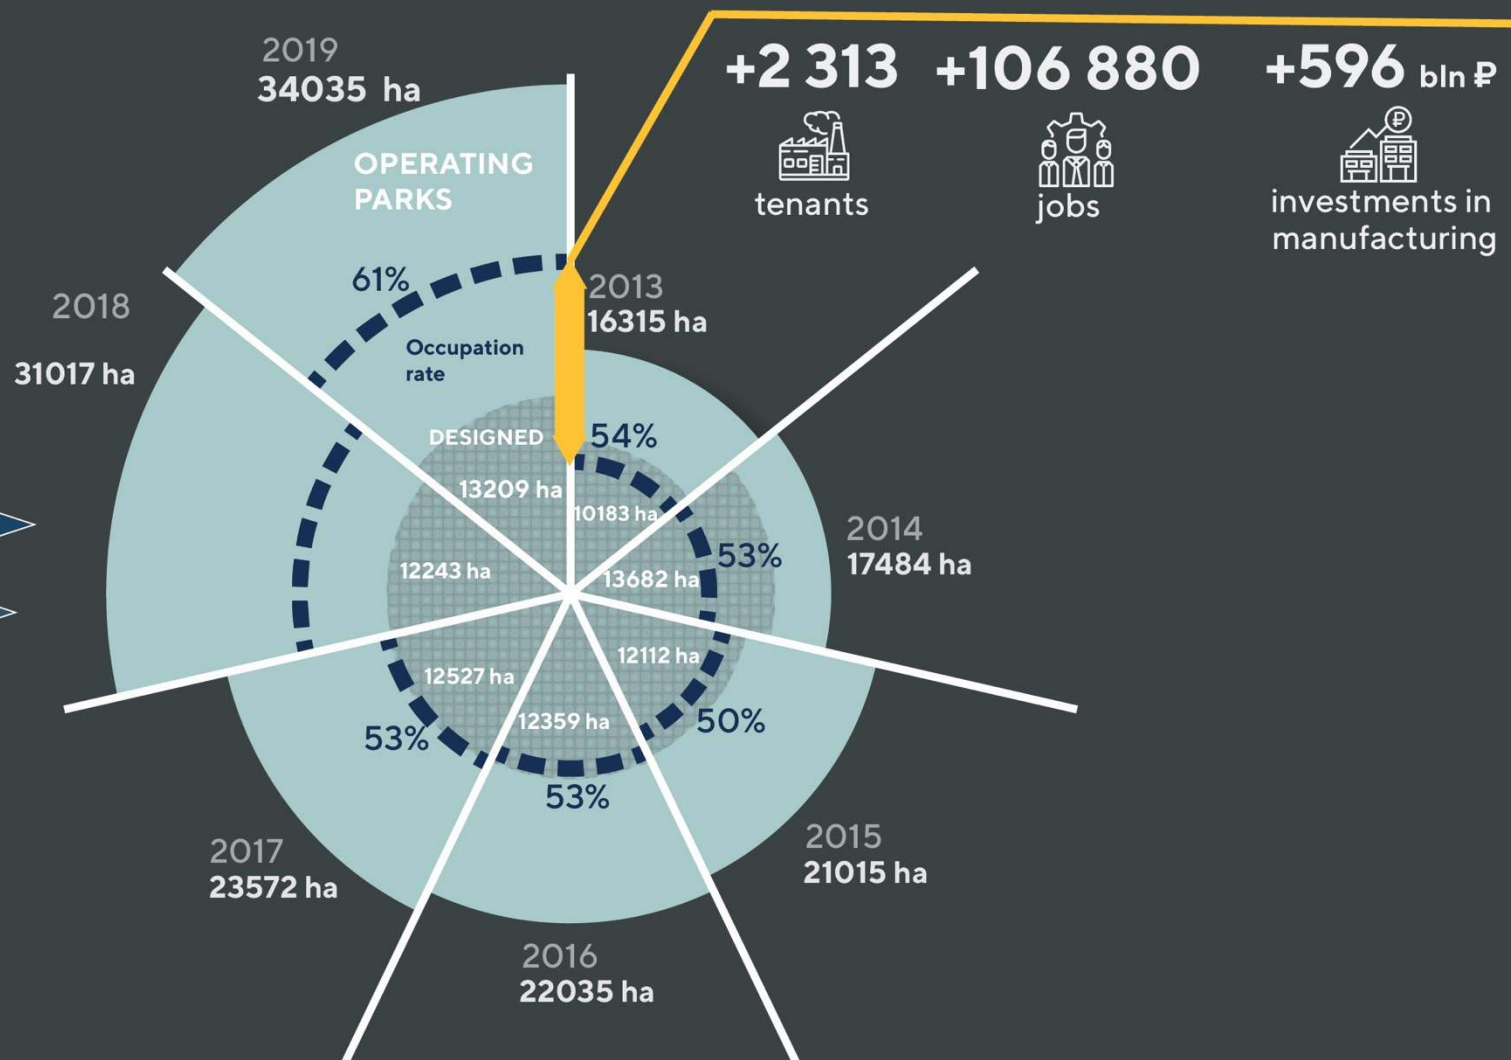 +2 313
tenants
+106 880
jobs
+596 bln ₽
investments in
manufacturing
2019
34035 ha
OPERATING
PARKS
61%
Occupation
rate
DESIGNED
13209 ha
2013
16315 ha
54%
10183 ha
2014
17484 ha
53%
13682 ha
2015
21015 ha
50%
12112 ha
2016
22035 ha
53%
12359 ha
2017
23572 ha
53%
12527 ha
2018
31017 ha
12243 ha